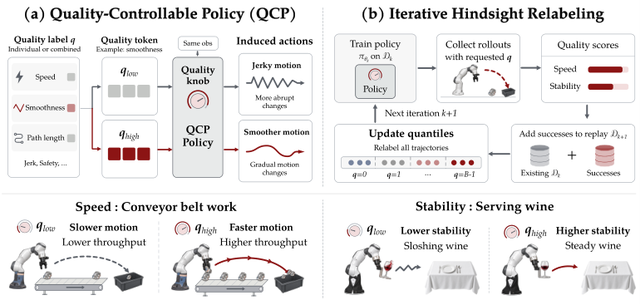 (a) Quality-Controllable Policy (QCP)
Quality label q
Individual or combined
Speed
Smoothness
Path length
Jerk, Safety, ...
Quality token
Example: smoothness
q_low
q_high
Same obs
Quality
knob
QCP
Policy
Induced actions
Jerky motion
More abrupt
changes
Smoother motion
Gradual motion
changes
(b) Iterative Hindsight Relabeling
Train policy
π_θk on D_k
Policy
Collect rollouts
with requested q
Quality scores
Speed
Stability
Next iteration k+1
Update quantiles
Relabel all trajectories
q=0
q=1
...
q=B-1
Add successes to replay D_k+1
Existing D_k
+
Successes
Speed : Conveyor belt work
q_low
Slower motion
Lower throughput
q_high
Faster motion
Higher throughput
Stability : Serving wine
q_low
Lower stability
Sloshing wine
q_high
Higher stability
Steady wine